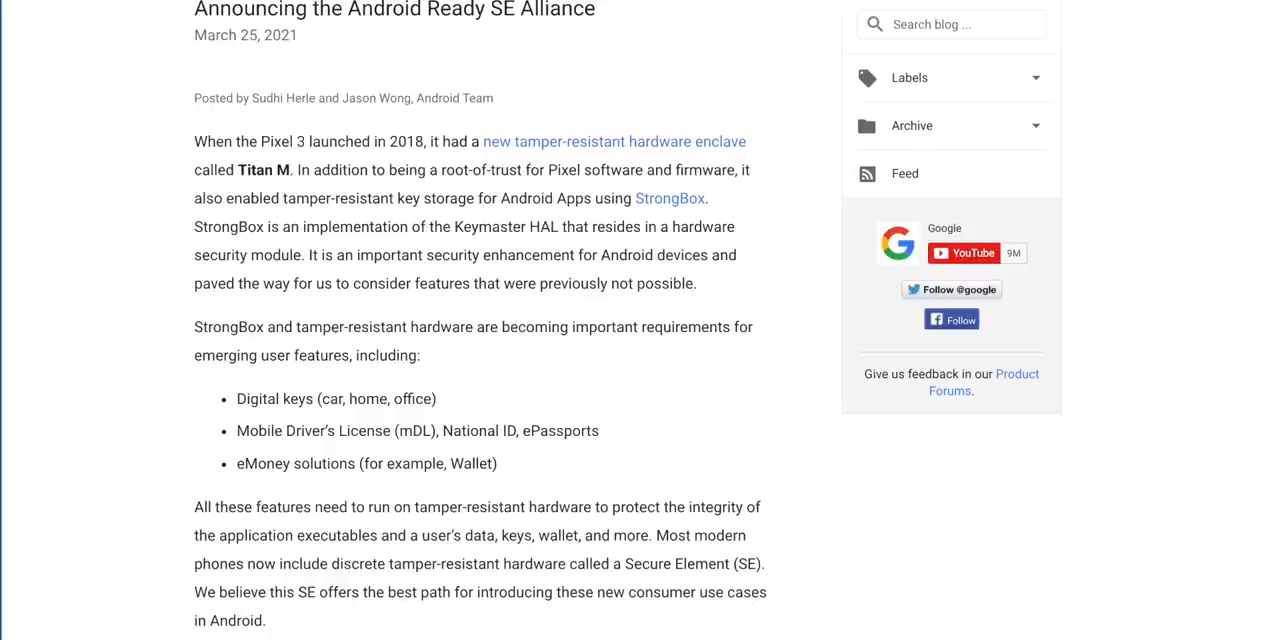 Announcing the Android Ready SE Alliance
March 25, 2021
Posted by Sudhi Herle and Jason Wong, Android Team
When the Pixel 3 launched in 2018, it had a new tamper-resistant hardware enclave
called Titan M. In addition to being a root-of-trust for Pixel software and firmware, it
also enabled tamper-resistant key storage for Android Apps using StrongBox.
StrongBox is an implementation of the Keymaster HAL that resides in a hardware
security module. It is an important security enhancement for Android devices and
paved the way for us to consider features that were previously not possible.
StrongBox and tamper-resistant hardware are becoming important requirements for
emerging user features, including:
• Digital keys (car, home, office)
• Mobile Driver's License (mDL), National ID, ePassports
• eMoney solutions (for example, Wallet)
All these features need to run on tamper-resistant hardware to protect the integrity of
the application executables and a user's data, keys, wallet, and more. Most modern
phones now include discrete tamper-resistant hardware called a Secure Element (SE).
We believe this SE offers the best path for introducing these new consumer use cases
in Android.
Search blog ...
Labels
Archive
Feed
Google
YouTube 9M
Follow @google
Follow
Give us feedback in our Product
Forums.